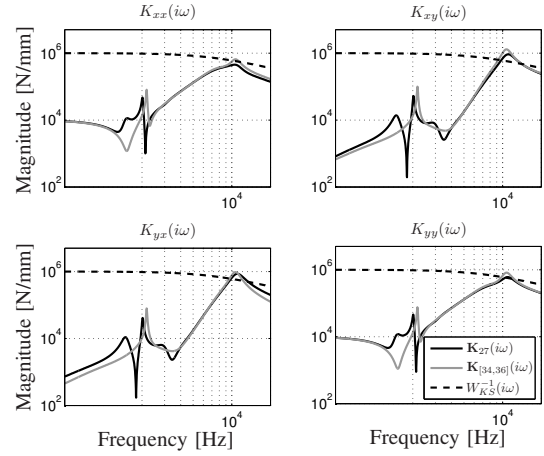 K_{xx}(iω)
K_{xy}(iω)
Magnitude [N/mm]
10^6
10^4
10^2
10^4
10^6
10^4
10^2
10^4
K_{yx}(iω)
K_{yy}(iω)
Magnitude [N/mm]
10^6
10^4
10^2
10^4
10^6
10^4
10^2
10^4
K_{27}(iω)
K_{[34,36]}(iω)
W_{KS}^{-1}(iω)
Frequency [Hz]
Frequency [Hz]